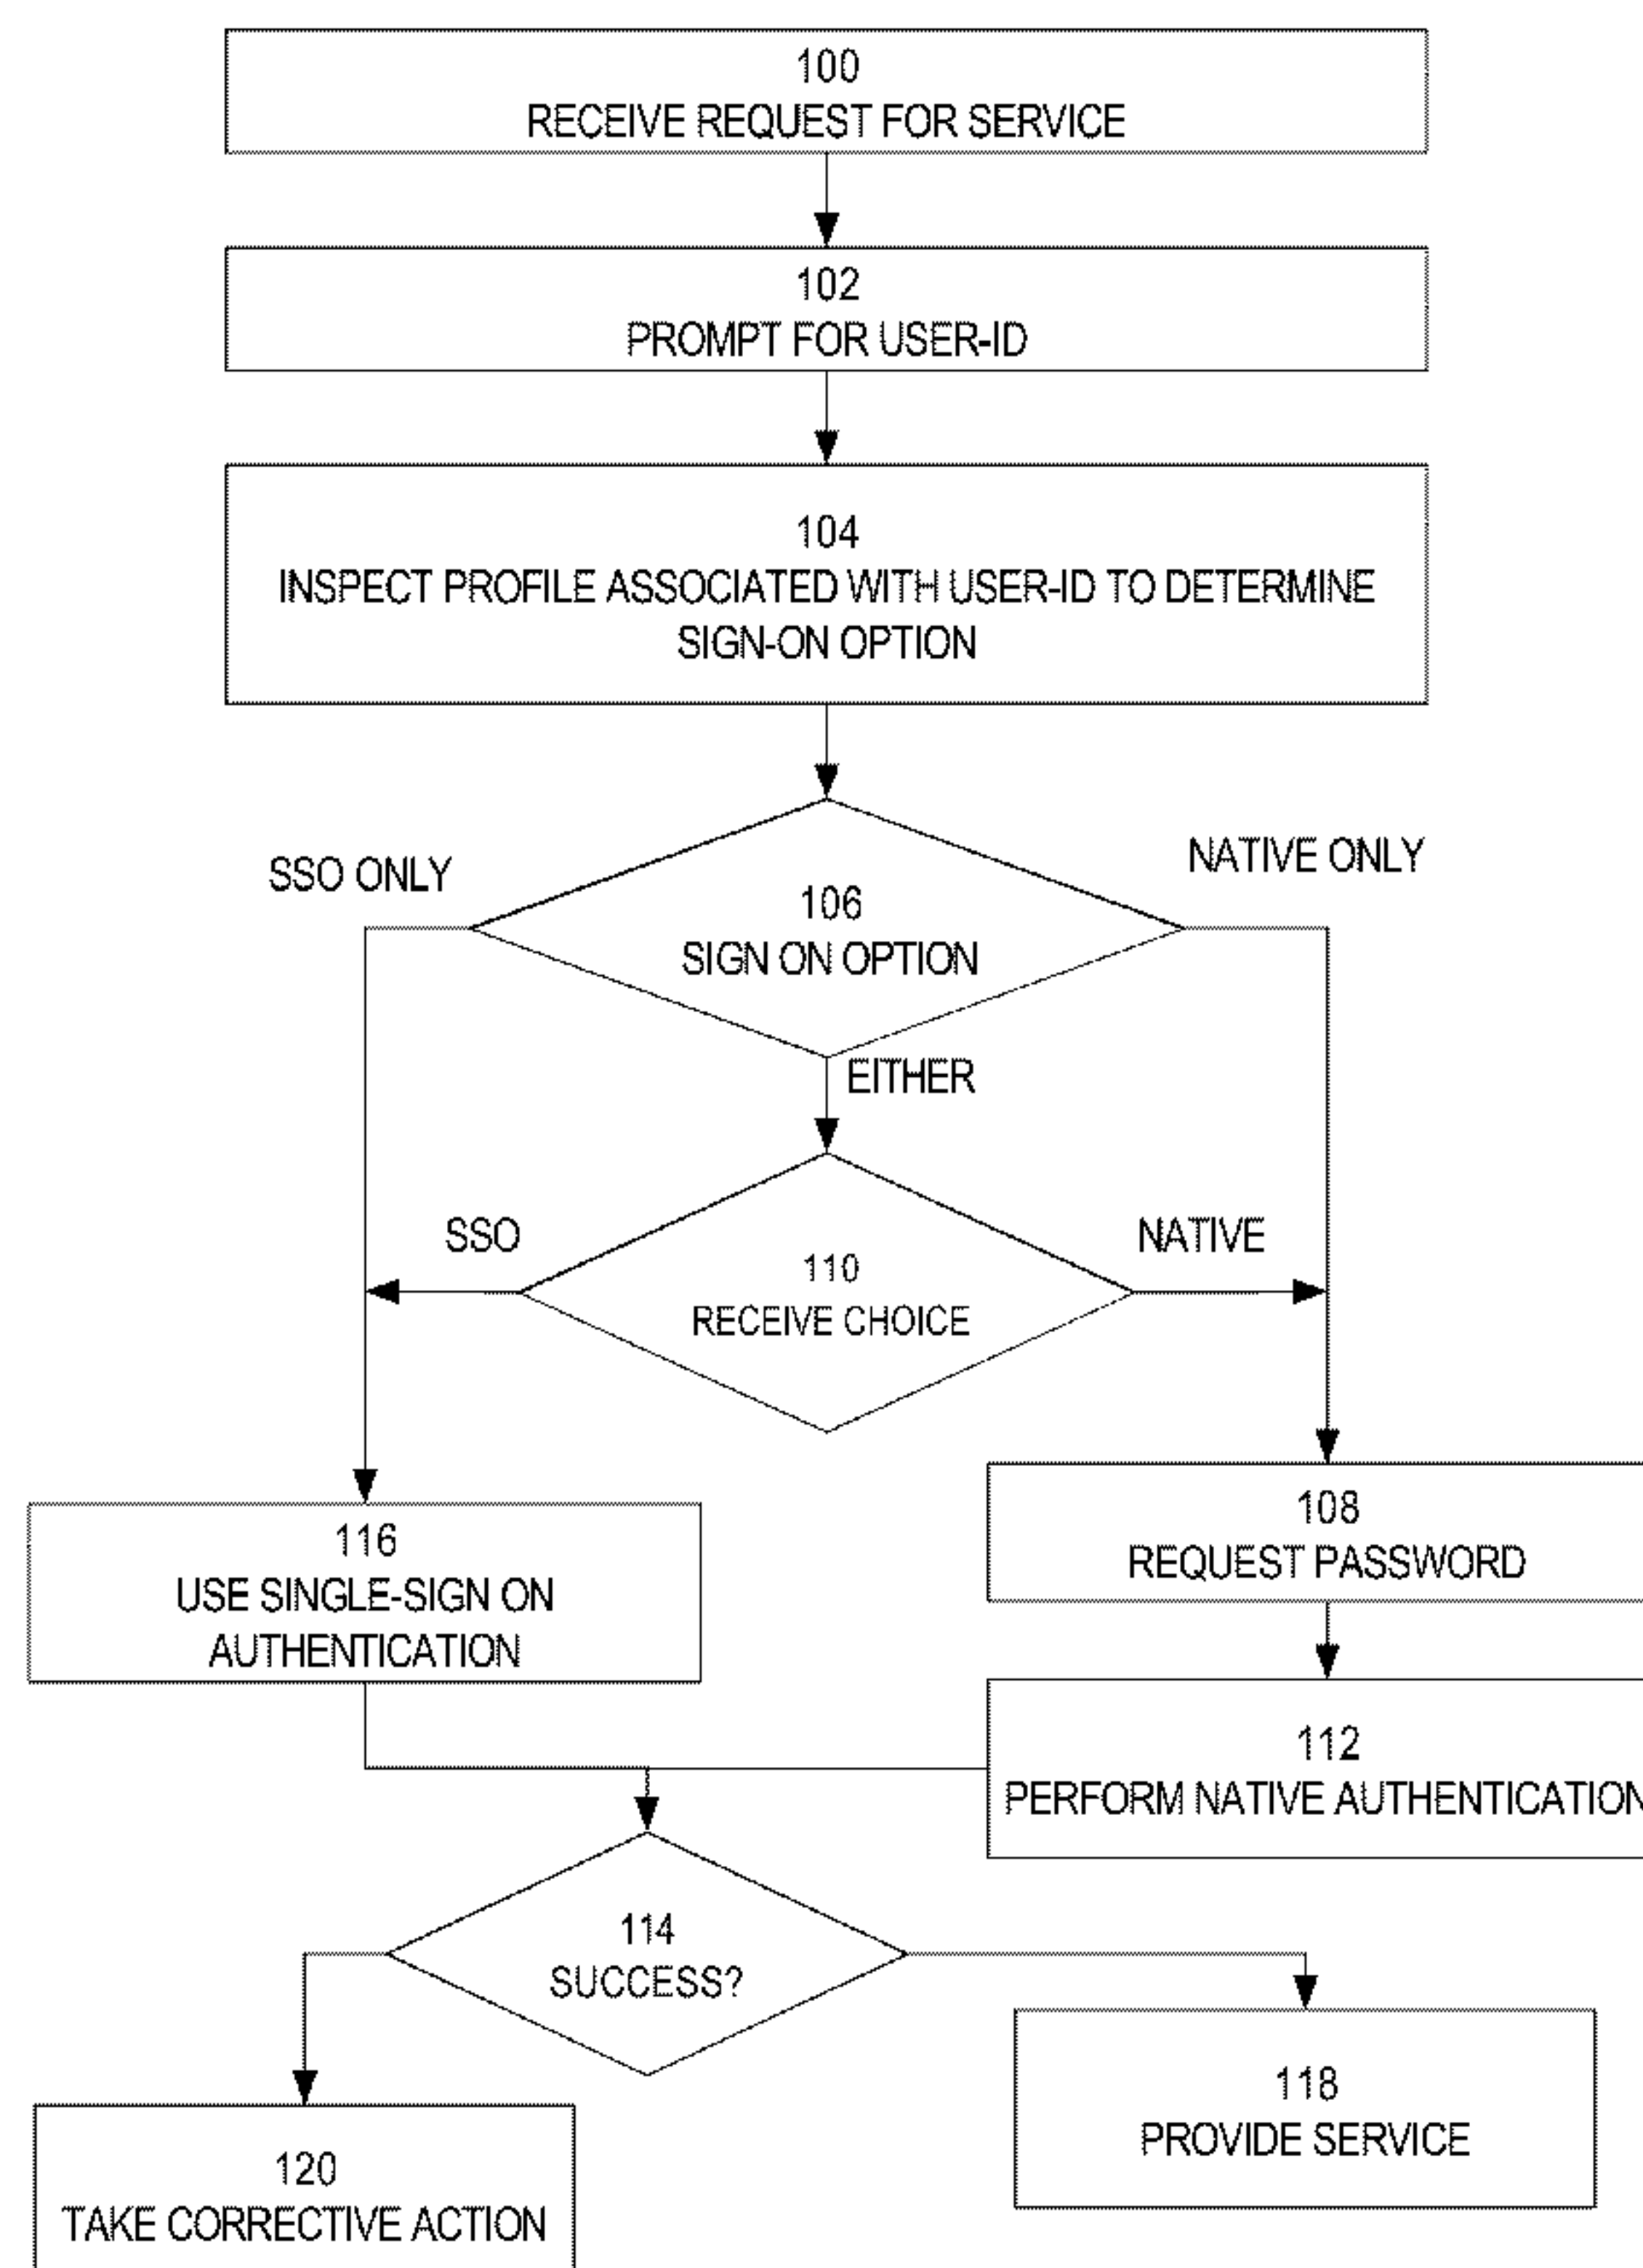 100
RECEIVE REQUEST FOR SERVICE
102
PROMPT FOR USER-ID
104
INSPECT PROFILE ASSOCIATED WITH USER-ID TO DETERMINE
SIGN-ON OPTION
SSO ONLY
NATIVE ONLY
106
SIGN ON OPTION
EITHER
SSO
NATIVE
110
RECEIVE CHOICE
116
USE SINGLE-SIGN ON
AUTHENTICATION
108
REQUEST PASSWORD
112
PERFORM NATIVE AUTHENTICATION
114
SUCCESS?
118
PROVIDE SERVICE
120
TAKE CORRECTIVE ACTION